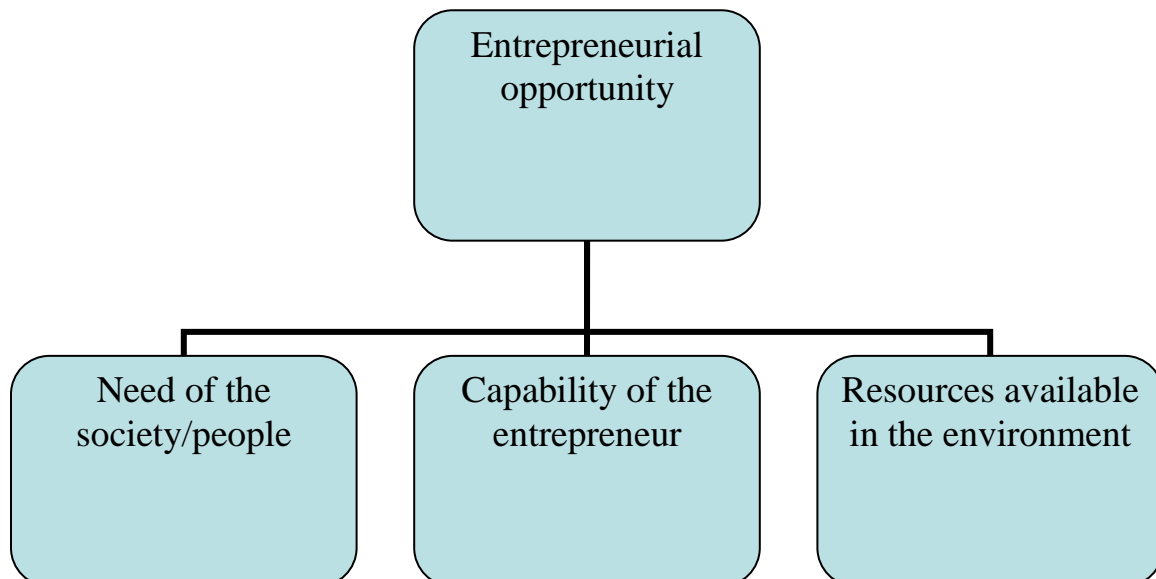 Entrepreneurial
opportunity
Need of the
society/people
Capability of the
entrepreneur
Resources available
in the environment